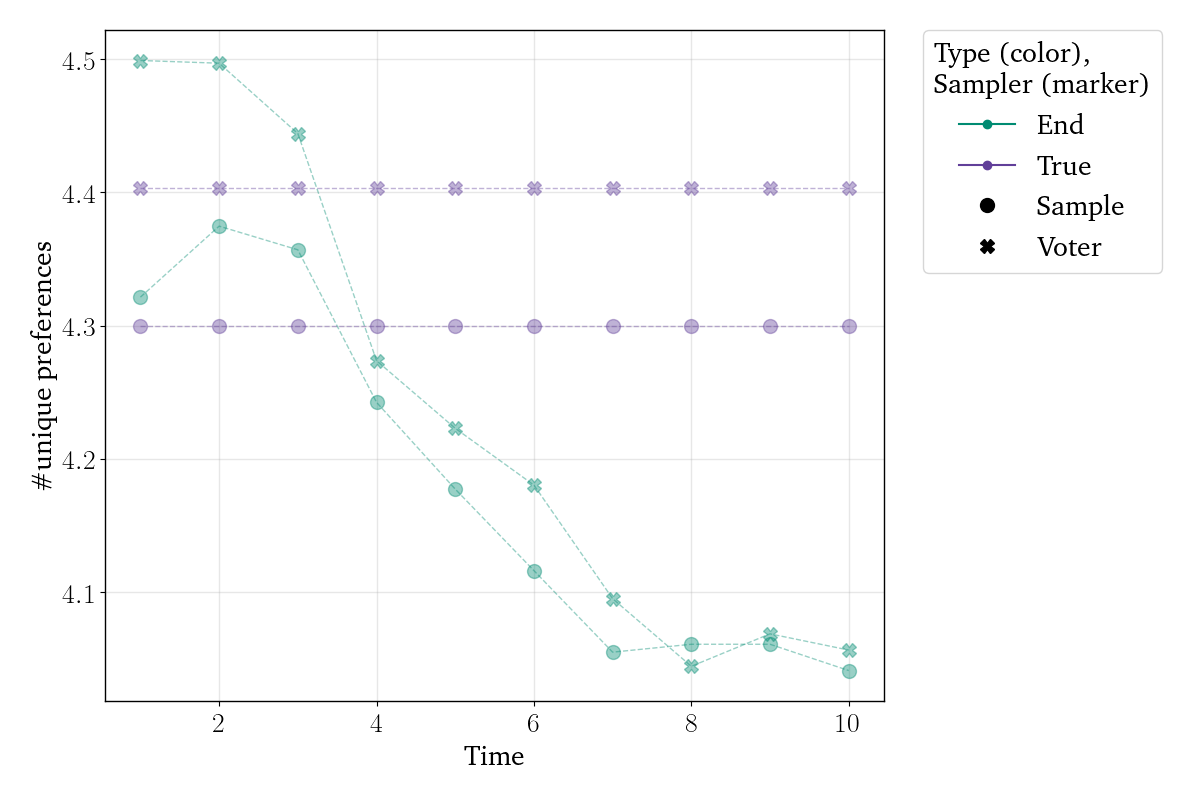 4.5
4.4
4.3
4.2
4.1
#unique preferences
2
4
6
8
10
Time
Type (color),
Sampler (marker)
End
True
Sample
Voter